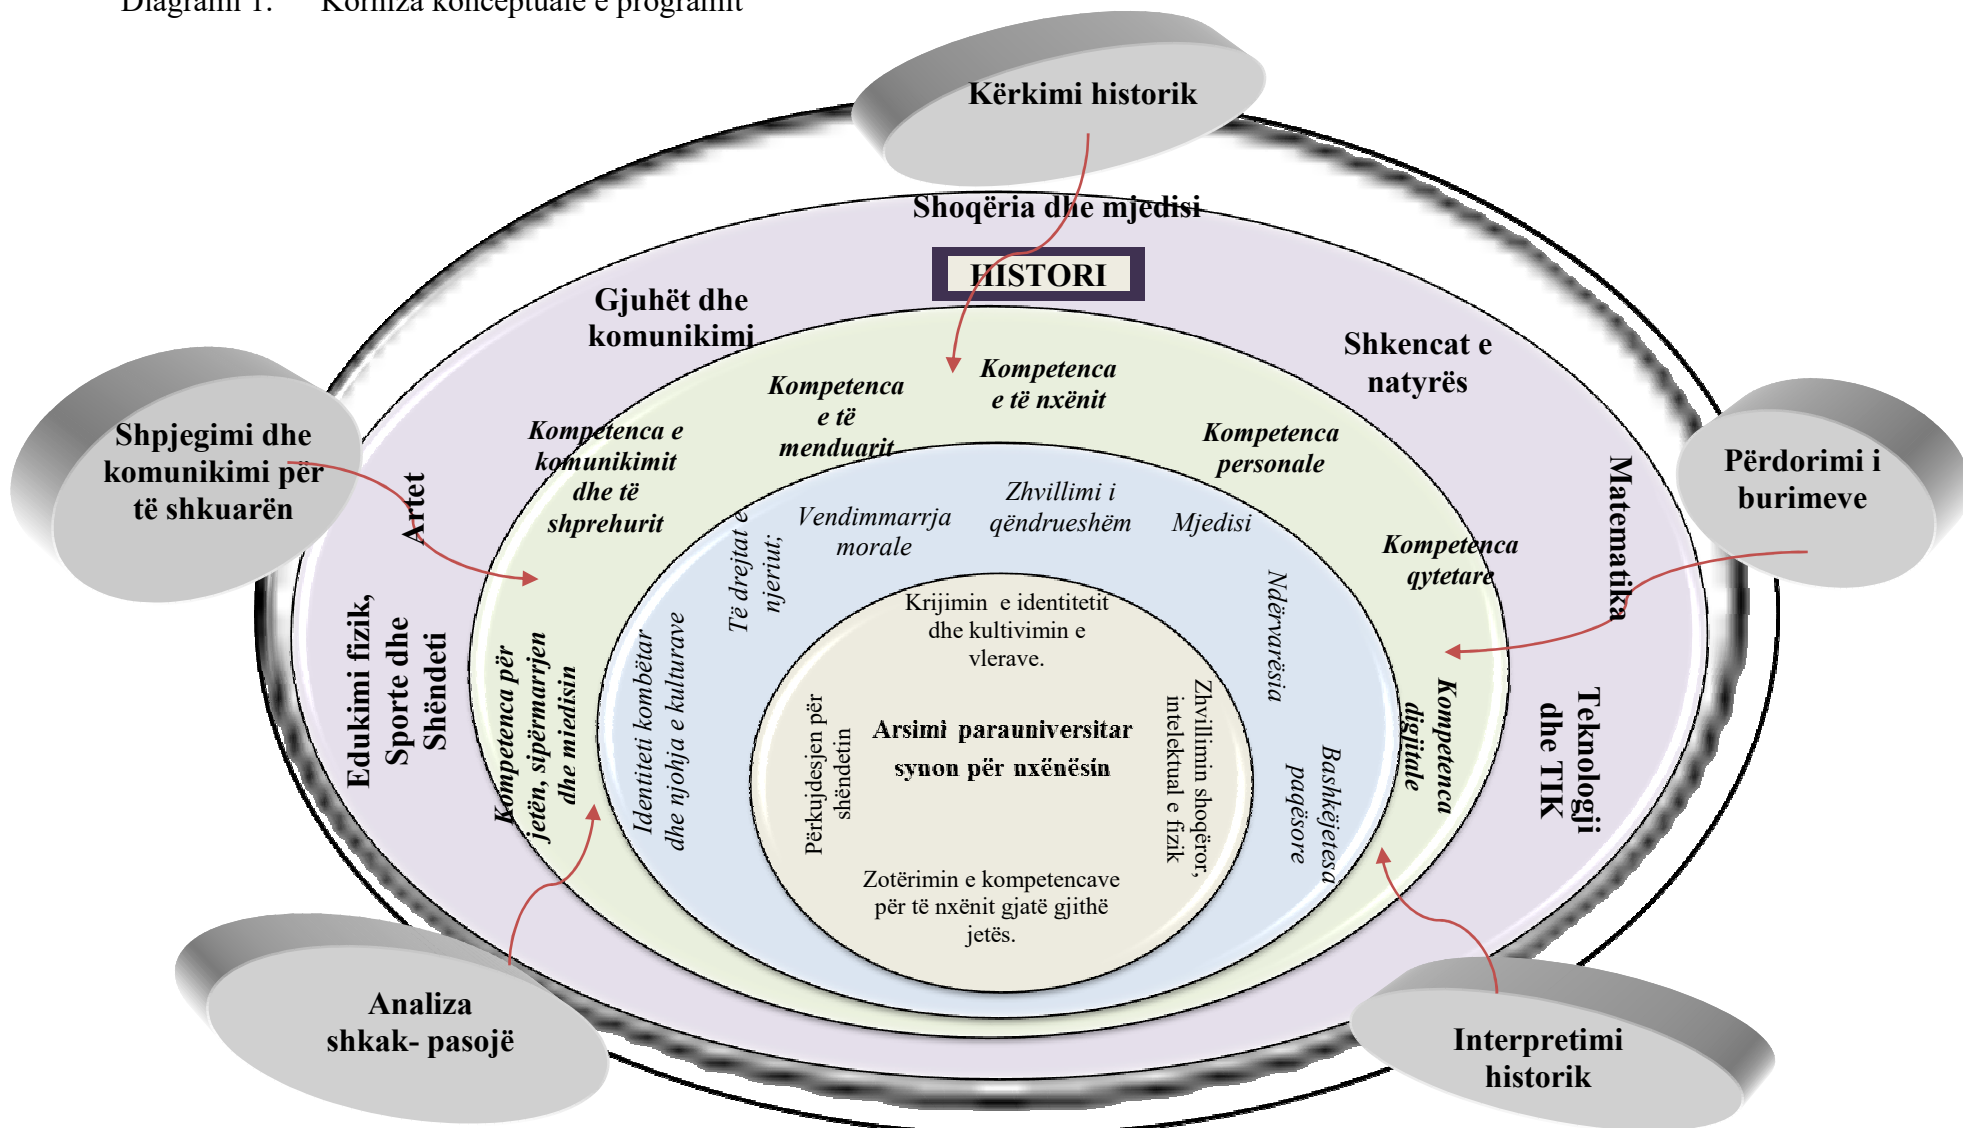 Diagrami 1. Korniza konceptuale e programit
Kërkimi historik
Shoqëria dhe mjedisi
HISTORI
Gjuhët dhe
komunikimi
Shkencat e
natyrës
Matematika
Teknologji
dhe TIK
Artet
Edukimi fizik,
Sporte dhe
Shëndeti
Shpjegimi dhe
komunikimi për
të shkuarën
Përdorimi i
burimeve
Kompetenca
e të nxënit
Kompetenca
e të
menduarit
Kompetenca e
komunikimit
dhe të
shprehurit
Kompetenca
personale
Kompetenca
qytetare
Kompetenca
digjitale
Kompetenca për
jetën, sipërmarrjen
dhe mjedisin
Të drejtat e
njeriut;
Vendimmarrja
morale
Zhvillimi i
qëndrueshëm
Mjedisi
Ndërvarësia
Bashkëjetesa
paqësore
Identiteti kombëtar
dhe njohja e kulturave
Krijimin e identitetit
dhe kultivimin e
vlerave.
Përkujdesjen për
shëndetin
Arsimi parauniversitar
synon për nxënësin
Zhvillimin shoqëror,
intelektual e fizik
Zotërimin e kompetencave
për të nxënit gjatë gjithë
jetës.
Analiza
shkak- pasojë
Interpretimi
historik